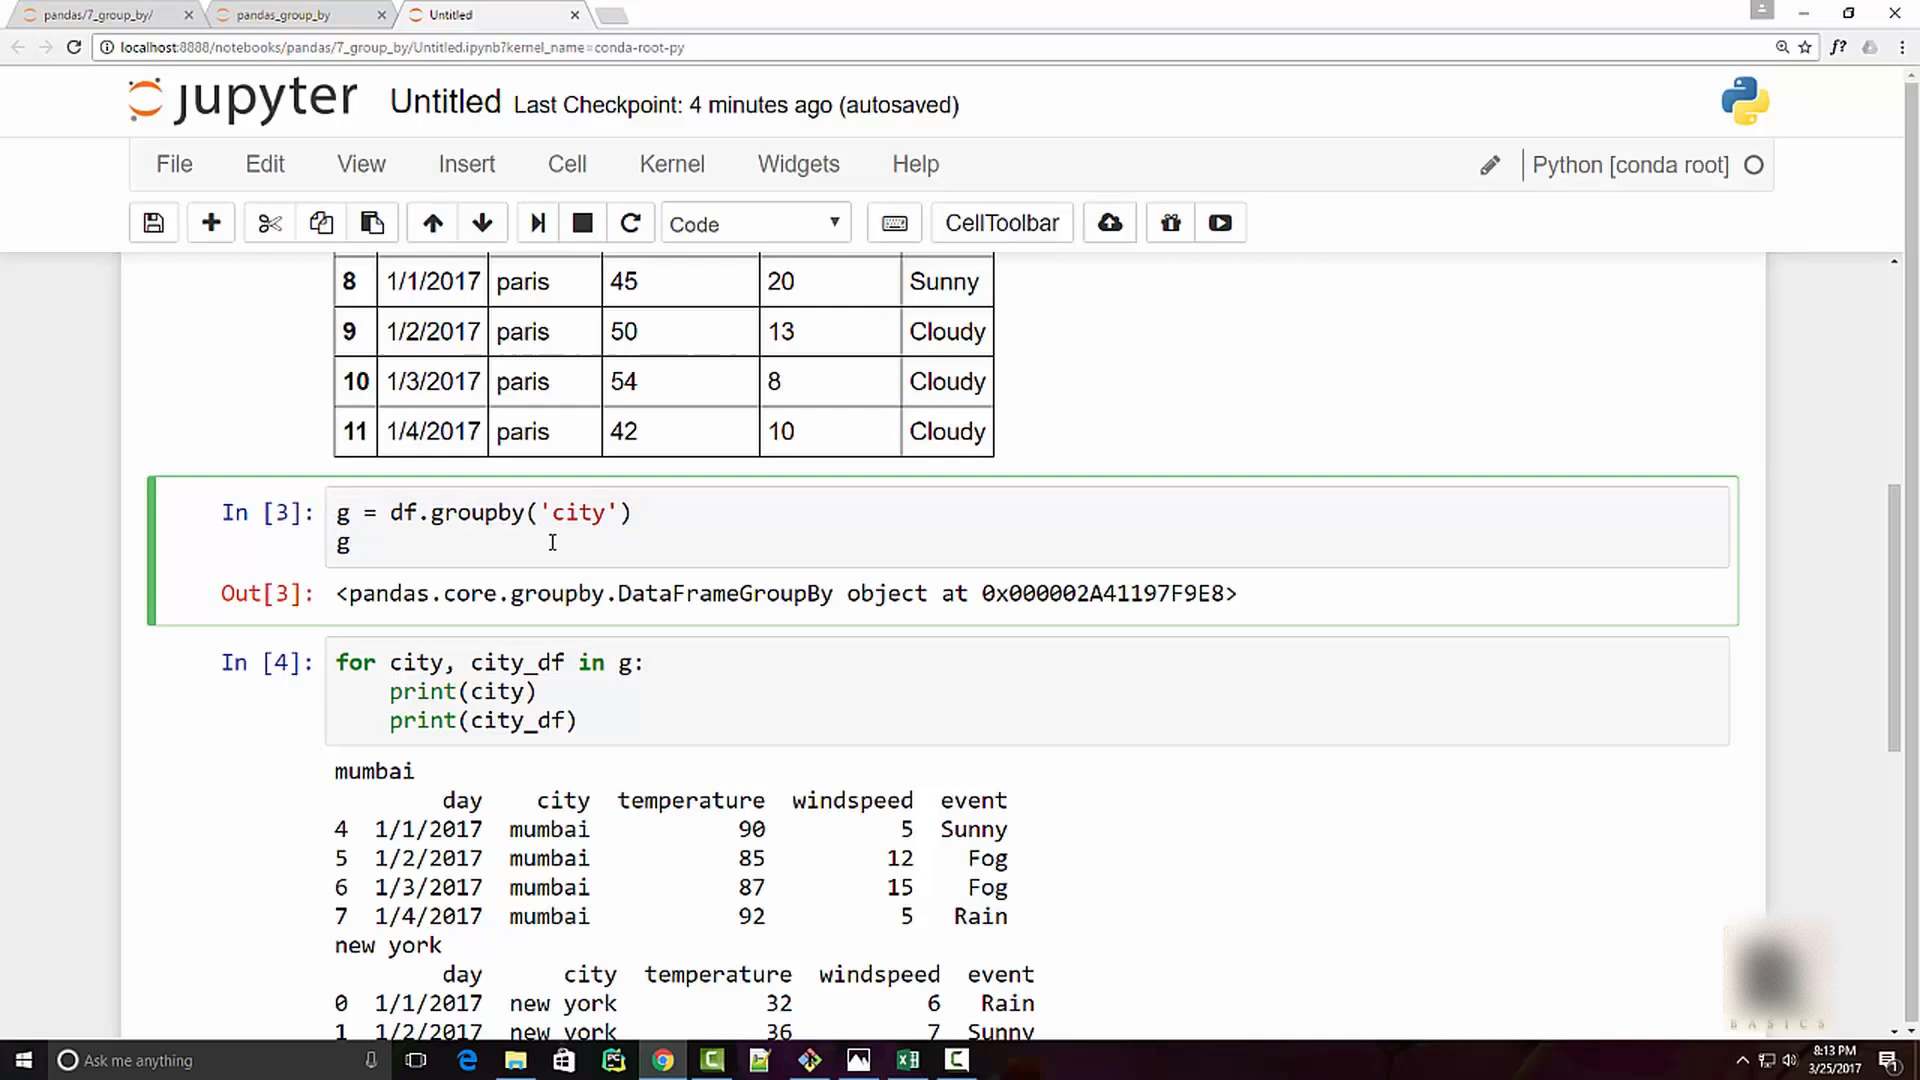 pandas/7_group_by/
pandas_group_by
Untitled
localhost:8888/notebooks/pandas/7_group_by/Untitled.ipynb?kernel_name=conda-root-py
f?
jupyter Untitled Last Checkpoint: 4 minutes ago (autosaved)
File Edit View Insert Cell Kernel Widgets Help Python [conda root]
Code CellToolbar
8 1/1/2017 paris 45 20 Sunny
9 1/2/2017 paris 50 13 Cloudy
10 1/3/2017 paris 54 8 Cloudy
11 1/4/2017 paris 42 10 Cloudy
In [3]: g = df.groupby('city')
g
Out[3]: <pandas.core.groupby.DataFrameGroupBy object at 0x000002A41197F9E8>
In [4]: for city, city_df in g:
print(city)
print(city_df)
mumbai
day city temperature windspeed event
4 1/1/2017 mumbai 90 5 Sunny
5 1/2/2017 mumbai 85 12 Fog
6 1/3/2017 mumbai 87 15 Fog
7 1/4/2017 mumbai 92 5 Rain
new york
day city temperature windspeed event
0 1/1/2017 new york 32 6 Rain
1 1/2/2017 new york 36 7 Sunny
BASICS
Ask me anything
PC
8:13 PM
3/25/2017